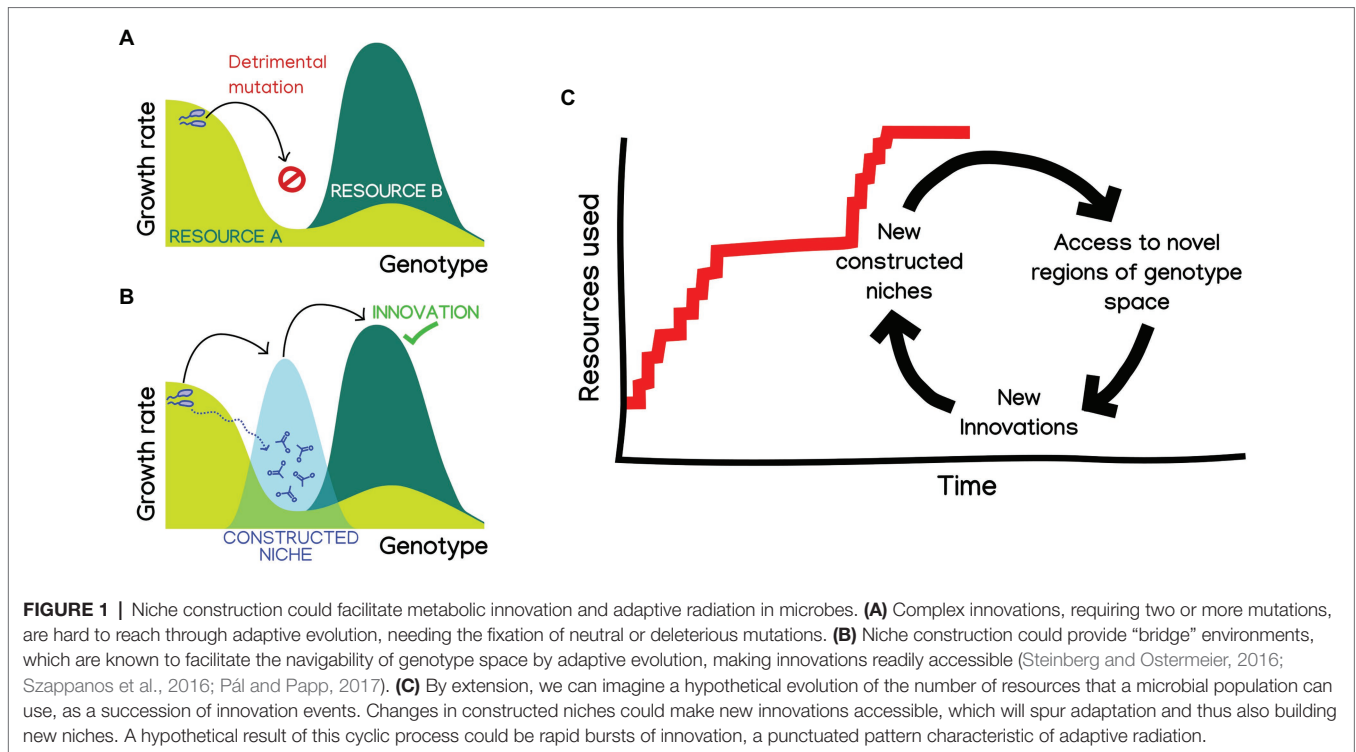 A
Detrimental
mutation
Growth rate
RESOURCE A
RESOURCE B
Genotype
B
INNOVATION
Growth rate
CONSTRUCTED
NICHE
Genotype
C
Resources used
New
constructed
niches
Access to novel
regions of genotype
space
New
Innovations
Time
FIGURE 1 | Niche construction could facilitate metabolic innovation and adaptive radiation in microbes. (A) Complex innovations, requiring two or more mutations,
are hard to reach through adaptive evolution, needing the fixation of neutral or deleterious mutations. (B) Niche construction could provide “bridge” environments,
which are known to facilitate the navigability of genotype space by adaptive evolution, making innovations readily accessible (Steinberg and Ostermeier, 2016;
Szappanos et al., 2016; Pál and Papp, 2017). (C) By extension, we can imagine a hypothetical evolution of the number of resources that a microbial population can
use, as a succession of innovation events. Changes in constructed niches could make new innovations accessible, which will spur adaptation and thus also building
new niches. A hypothetical result of this cyclic process could be rapid bursts of innovation, a punctuated pattern characteristic of adaptive radiation.